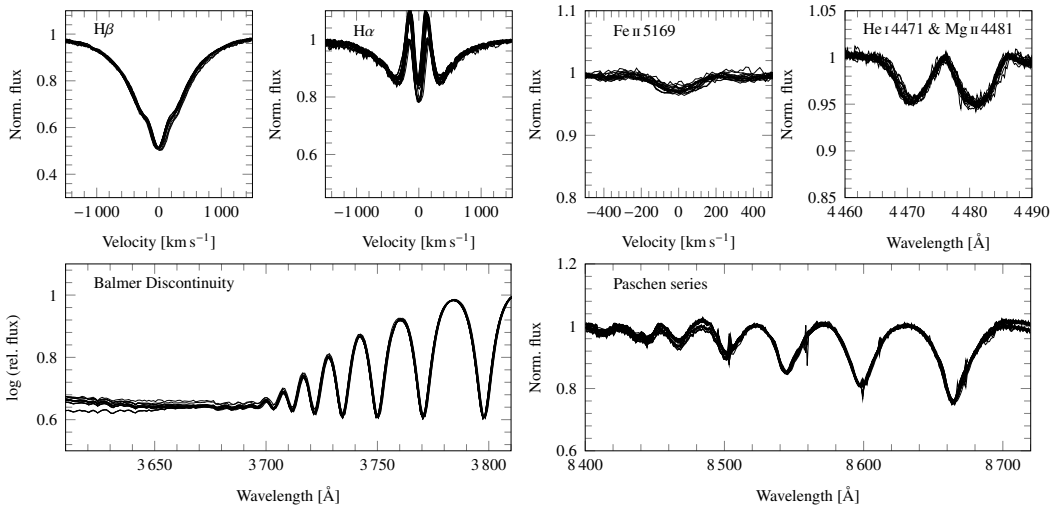 Hβ
Norm. flux
1
0.8
0.6
0.4
−1 000 0 1 000
Velocity [km s⁻¹]
Hα
Norm. flux
1
0.8
0.6
−1 000 0 1 000
Velocity [km s⁻¹]
Fe II 5169
Norm. flux
1.1
1
0.9
0.8
−400 −200 0 200 400
Velocity [km s⁻¹]
He I 4471 & Mg II 4481
Norm. flux
1.05
1
0.95
0.9
0.85
4 460 4 470 4 480 4 490
Wavelength [Å]
Balmer Discontinuity
log (rel. flux)
1
0.8
0.6
3 650 3 700 3 750 3 800
Wavelength [Å]
Paschen series
Norm. flux
1.2
1
0.8
0.6
8 400 8 500 8 600 8 700
Wavelength [Å]